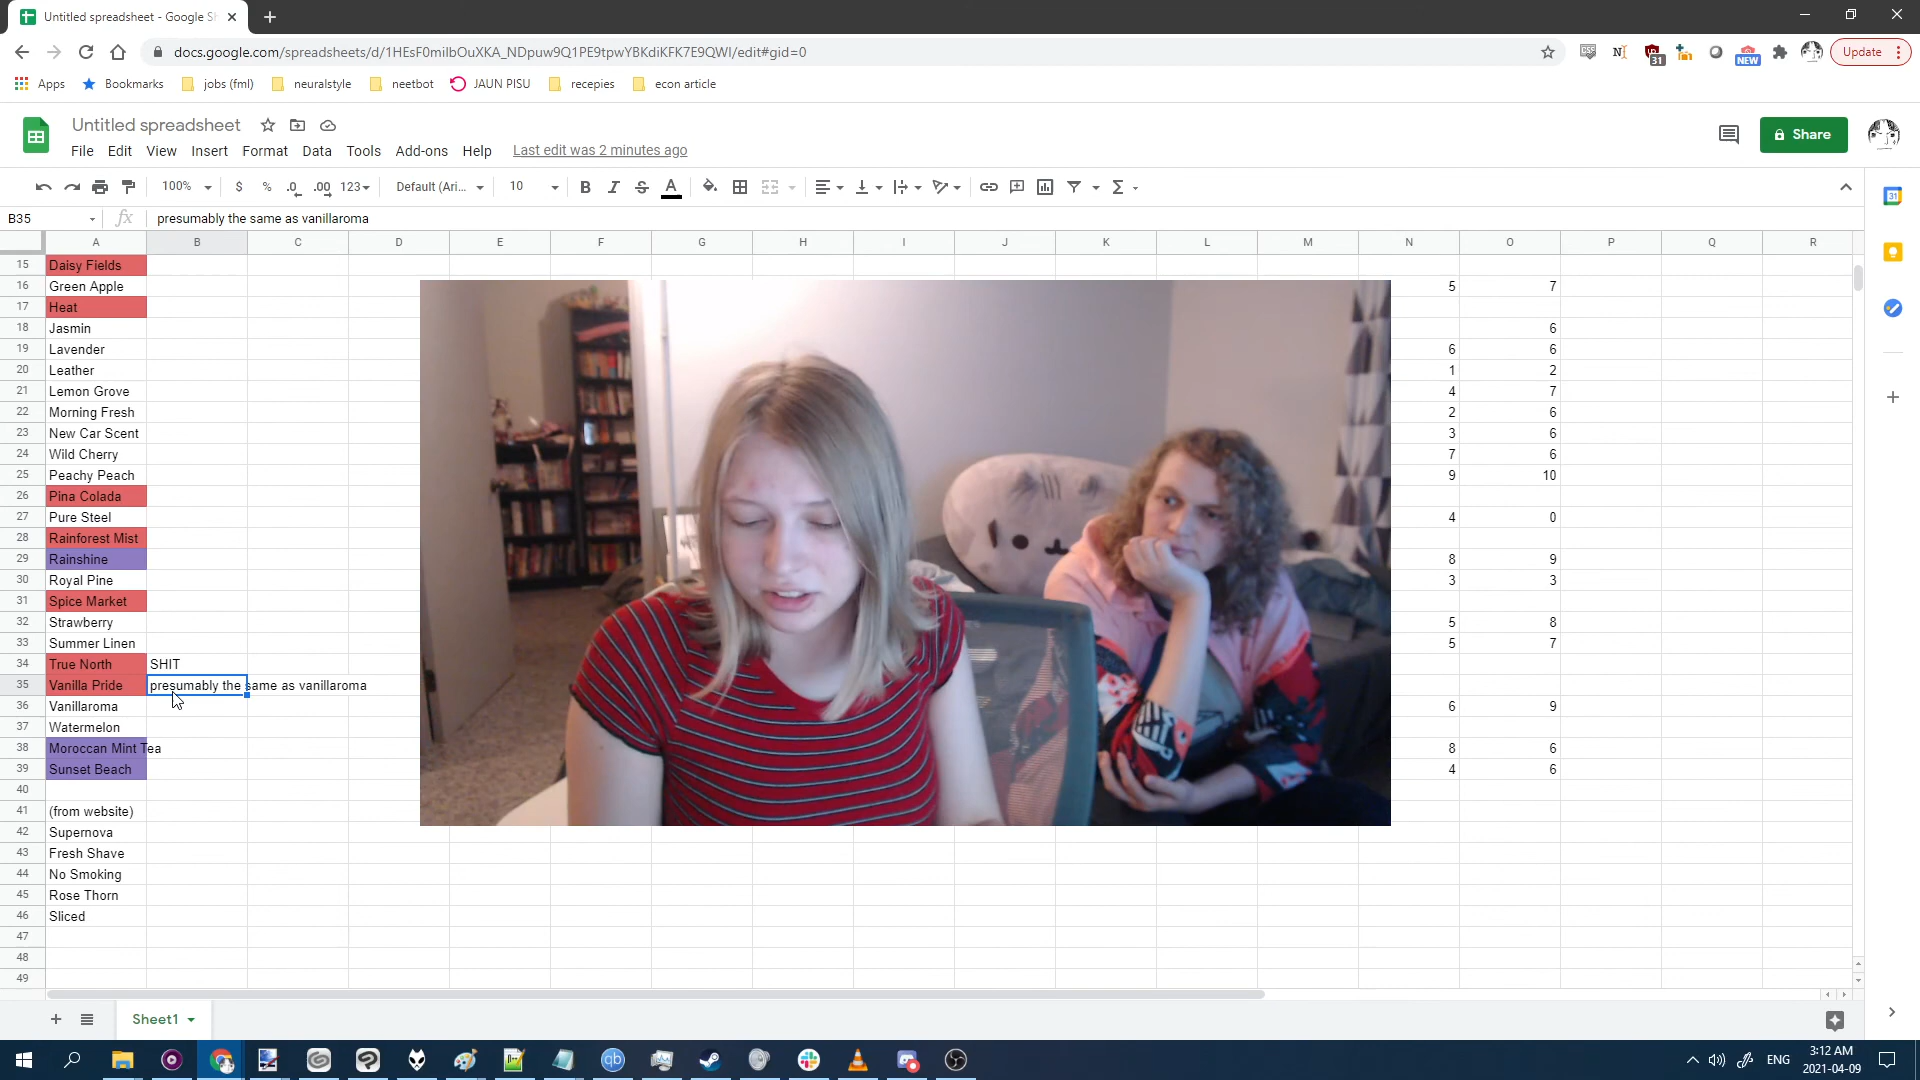 Untitled spreadsheet - Google Sh
docs.google.com/spreadsheets/d/1HEsF0miIbOuXKA_NDpuw9Q1PE9tpwYBKdiKFK7E9QWI/edit#gid=0
31
NEW
Update
Apps Bookmarks jobs (fml) neuralstyle neetbot JAUN PISU recepies econ article
Untitled spreadsheet
Share
File Edit View Insert Format Data Tools Add-ons Help Last edit was 2 minutes ago
100% $ % .0 .00 123 Default (Ari... 10 B I S A
B35 fx presumably the same as vanillaroma
A B C D E F G H I J K L M N O P Q R
15 Daisy Fields
16 Green Apple 5 7
17 Heat
18 Jasmin 6
19 Lavender 6 6
20 Leather 1 2
21 Lemon Grove 4 7
22 Morning Fresh 2 6
23 New Car Scent 3 6
24 Wild Cherry 7 6
25 Peachy Peach 9 10
26 Pina Colada
27 Pure Steel 4 0
28 Rainforest Mist
29 Rainshine 8 9
30 Royal Pine 3 3
31 Spice Market
32 Strawberry 5 8
33 Summer Linen 5 7
34 True North SHIT
35 Vanilla Pride presumably the same as vanillaroma
36 Vanillaroma 6 9
37 Watermelon
38 Moroccan Mint Tea 8 6
39 Sunset Beach 4 6
40
41 (from website)
42 Supernova
43 Fresh Shave
44 No Smoking
45 Rose Thorn
46 Sliced
47
48
49
Sheet1
ENG
3:12 AM
2021-04-09